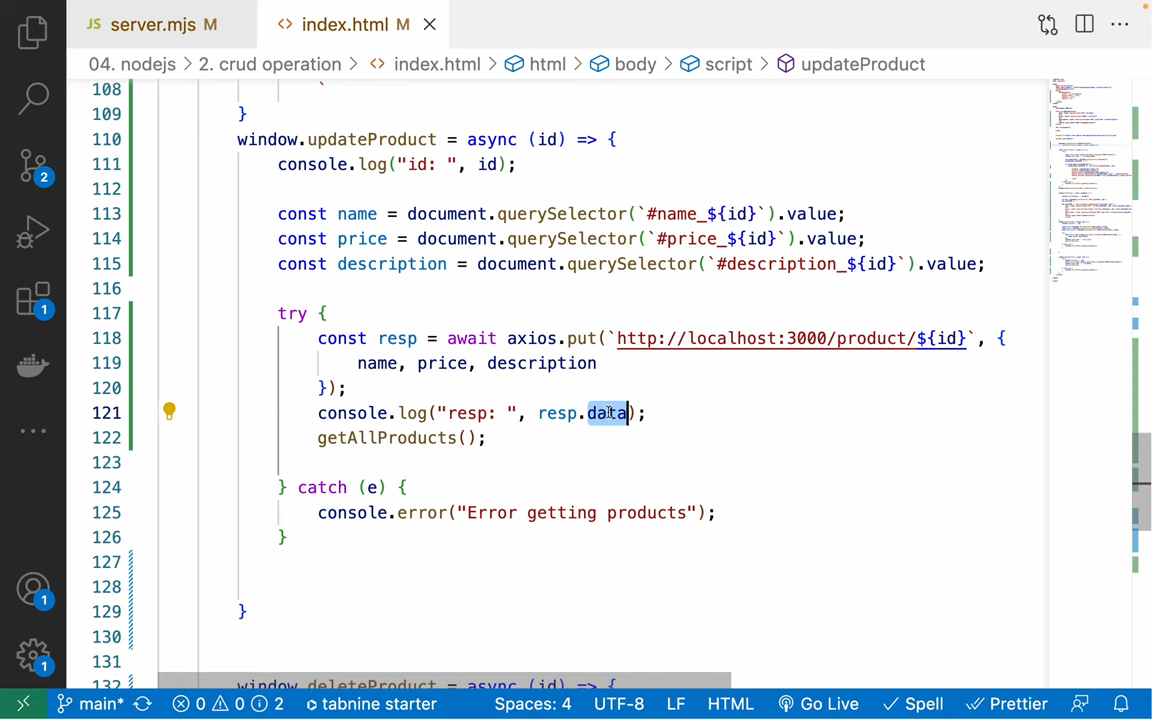 JS server.mjs M
<> index.html M
04. nodejs > 2. crud operation > <> index.html > html > body > script > updateProduct
108 `
109 }
110 window.updateProduct = async (id) => {
111 console.log("id: ", id);
112
113 const name = document.querySelector(`#name_${id}`).value;
114 const price = document.querySelector(`#price_${id}`).value;
115 const description = document.querySelector(`#description_${id}`).value;
116
117 try {
118 const resp = await axios.put(`http://localhost:3000/product/${id}`, {
119 name, price, description
120 });
121 console.log("resp: ", resp.data);
122 getAllProducts();
123
124 } catch (e) {
125 console.error("Error getting products");
126 }
127
128
129 }
130
131
132 window.deleteProduct = async (id) => {
2
1
1
1
main* 0 0 2 tabnine starter Spaces: 4 UTF-8 LF HTML Go Live Spell Prettier